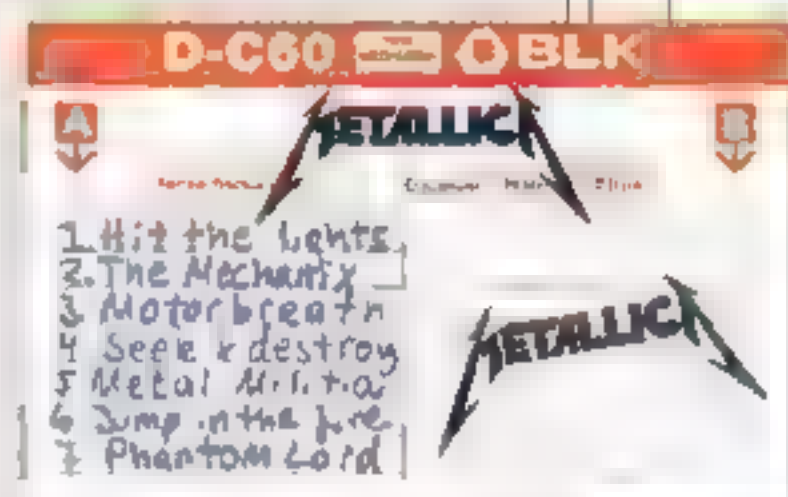 D-C60 BLK
A METALLICA B
1 Hit the Lights
2. The Mechanix
3 Motorbreath
4 Seek & destroy
5 Metal Militia
6 Jump in the fire
7 Phantom Lord
METALLICA